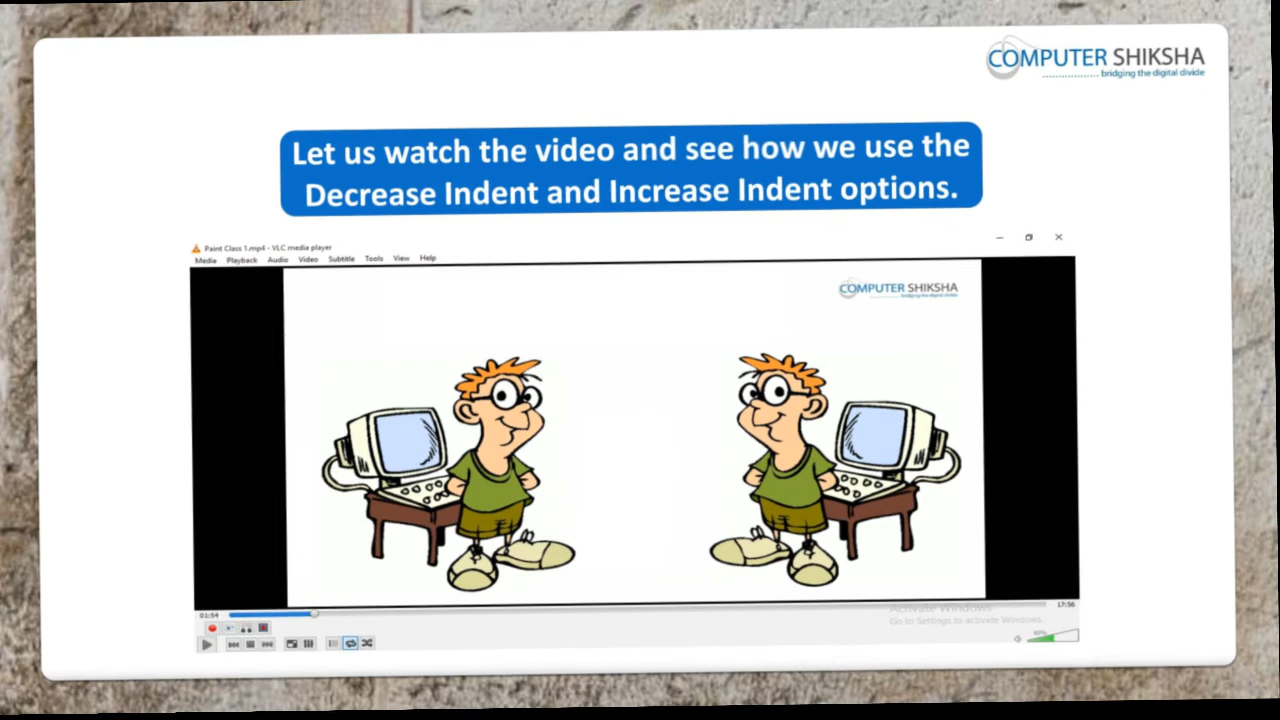 COMPUTER SHIKSHA
bridging the digital divide
Let us watch the video and see how we use the
Decrease Indent and Increase Indent options.
Paint Class 1.mp4 - VLC media player
Media Playback Audio Video Subtitle Tools View Help
COMPUTER SHIKSHA
bridging the digital divide
01:54
17:56
Activate Windows
Go to Settings to activate Windows.
69%